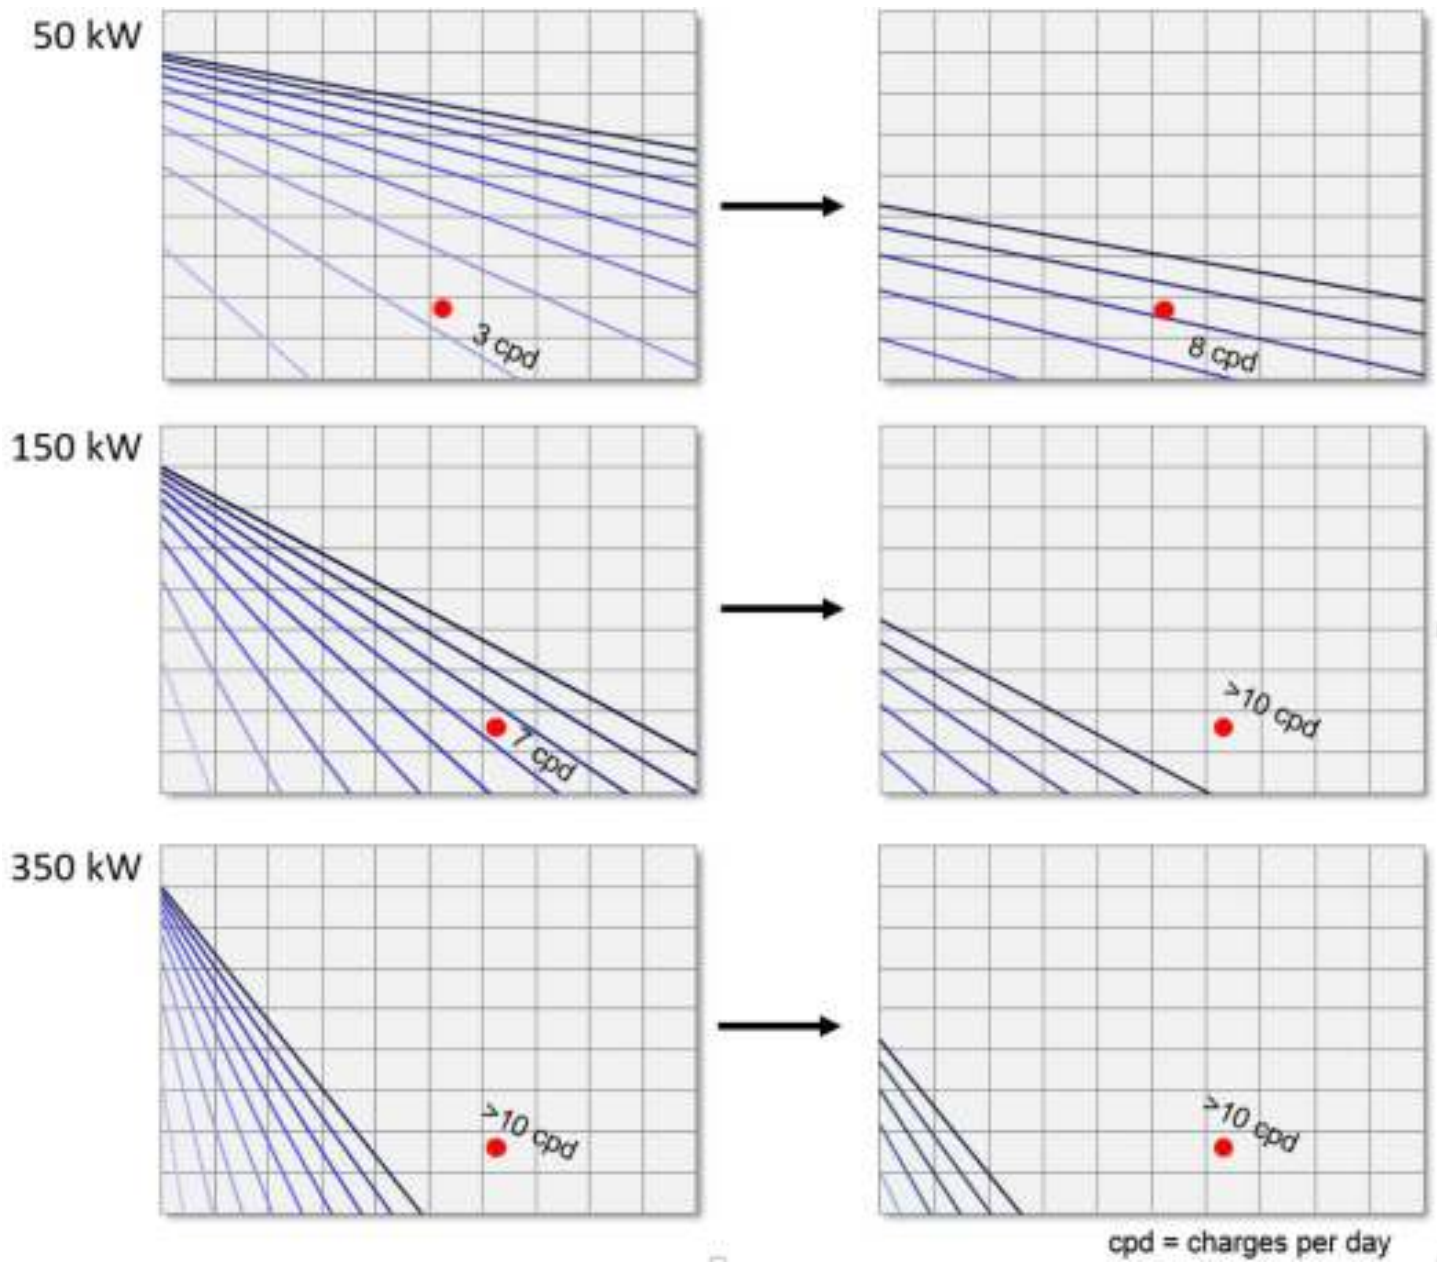 50 kW
3 cpd
8 cpd
150 kW
7 cpd
>10 cpd
350 kW
>10 cpd
>10 cpd
cpd = charges per day